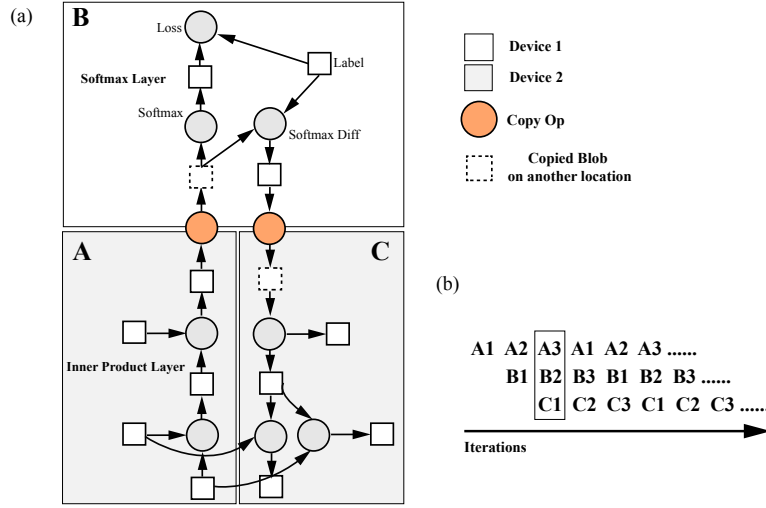 (a)
B
Loss
Label
Softmax Layer
Softmax
Softmax Diff
A
C
Inner Product Layer
Device 1
Device 2
Copy Op
Copied Blob
on another location
(b)
A1 A2 A3 A1 A2 A3 ......
B1 B2 B3 B1 B2 B3 ......
C1 C2 C3 C1 C2 C3 ......
Iterations